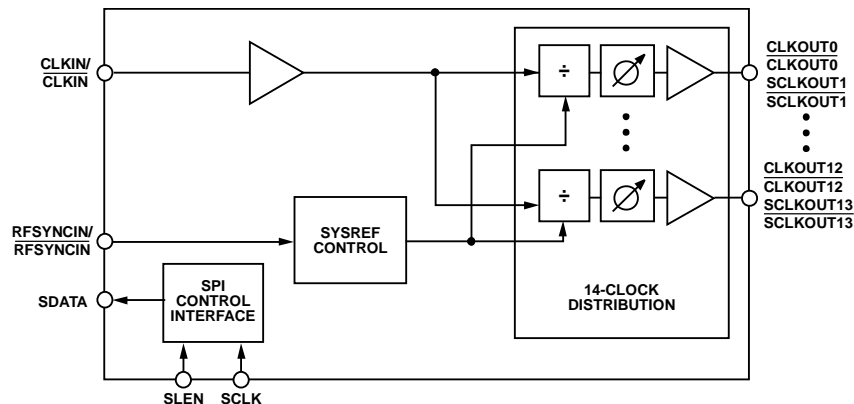 CLKIN/
CLKIN
RFSYNCIN/
RFSYNCIN
SDATA
SLEN
SCLK
SPI
CONTROL
INTERFACE
SYSREF
CONTROL
÷
÷
14-CLOCK
DISTRIBUTION
CLKOUT0
CLKOUT0
SCLKOUT1
SCLKOUT1
CLKOUT12
CLKOUT12
SCLKOUT13
SCLKOUT13